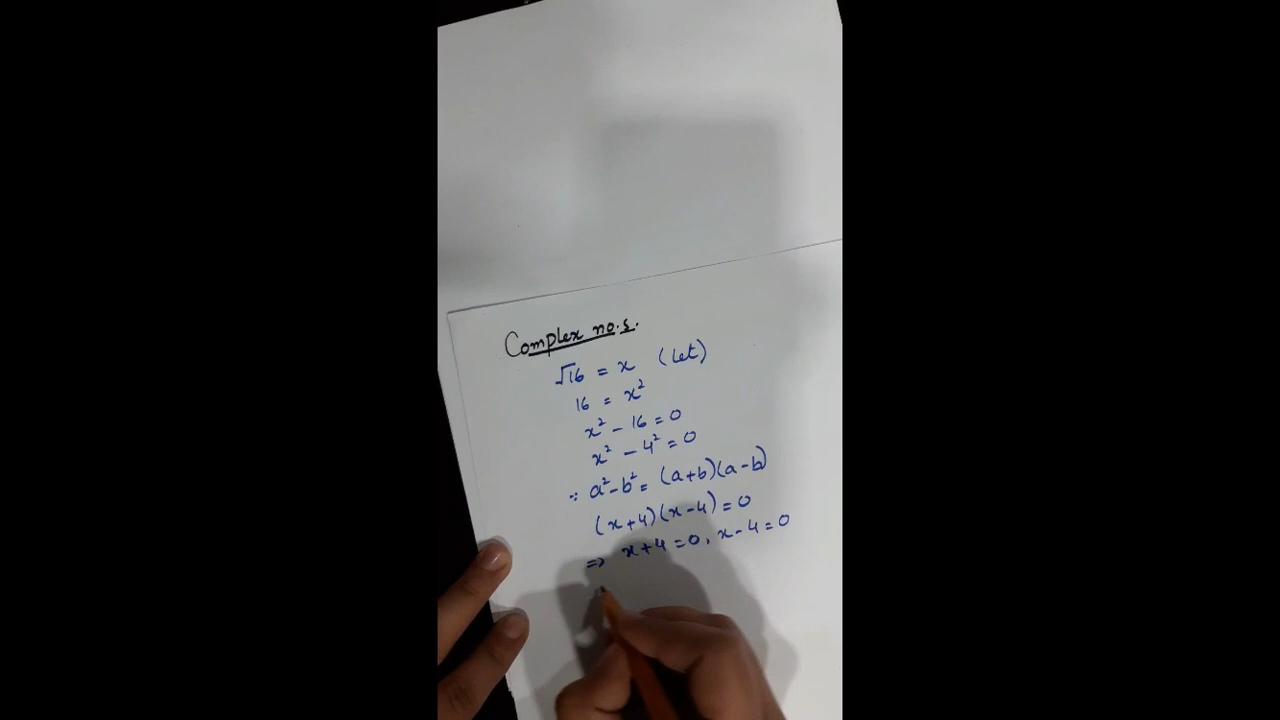 Complex no.s.
√16 = x (let)
16 = x²
x² - 16 = 0
x² - 4² = 0
∵ a² - b² = (a+b)(a-b)
(x+4)(x-4) = 0
⇒ x+4 = 0, x-4 = 0